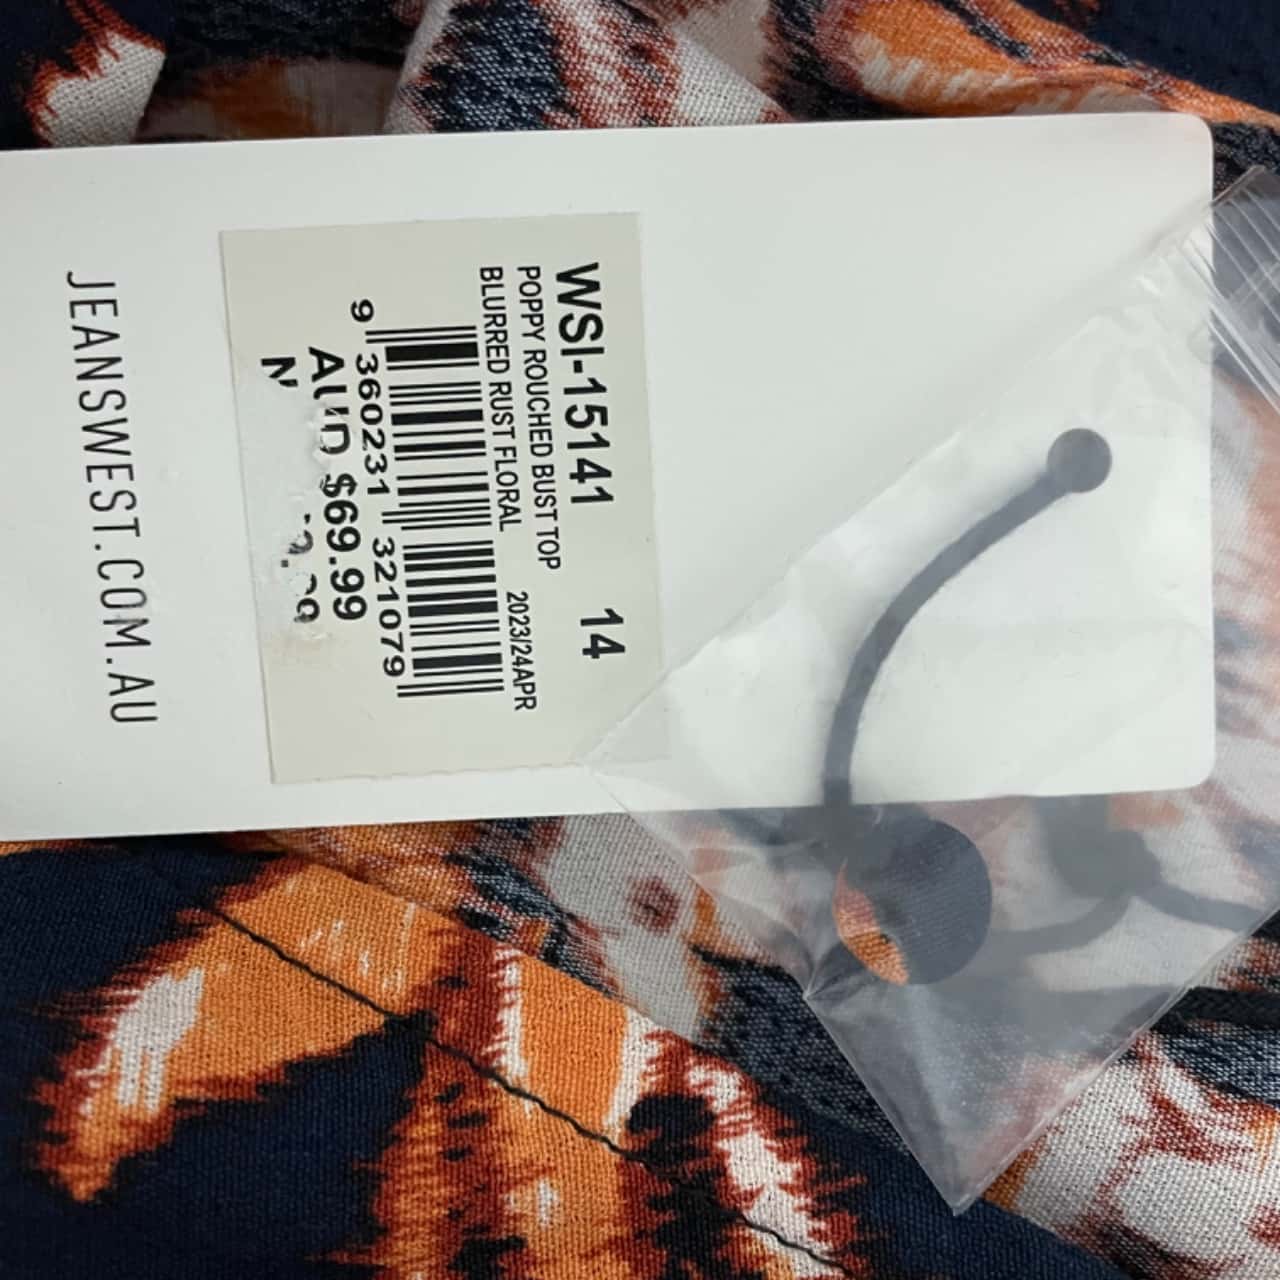 WSI-15141 14
POPPY ROUCHED BUST TOP
BLURRED RUST FLORAL 2023/24APR
9 360231 321079
AUD $69.99
JEANSWEST.COM.AU